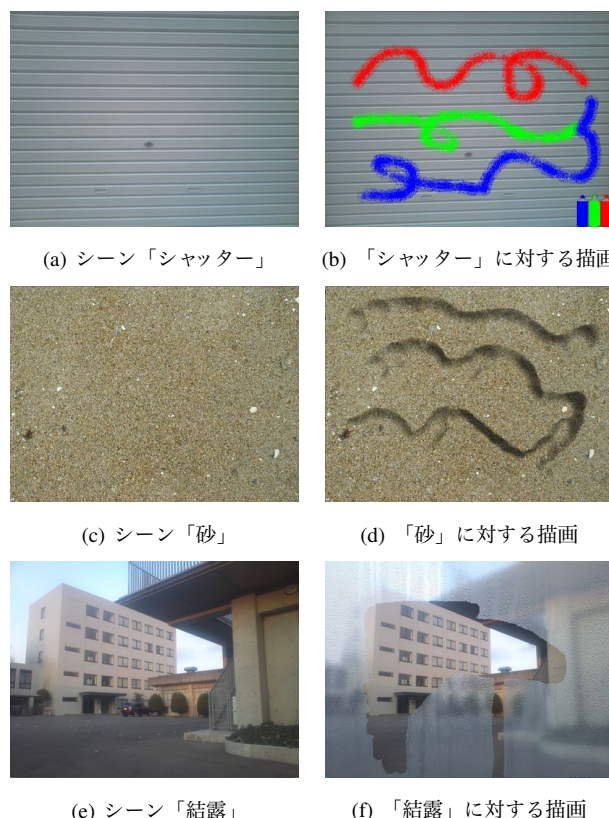 (a) シーン「シャッター」
(b) 「シャッター」に対する描画
(c) シーン「砂」
(d) 「砂」に対する描画
(e) シーン「結露」
(f) 「結露」に対する描画